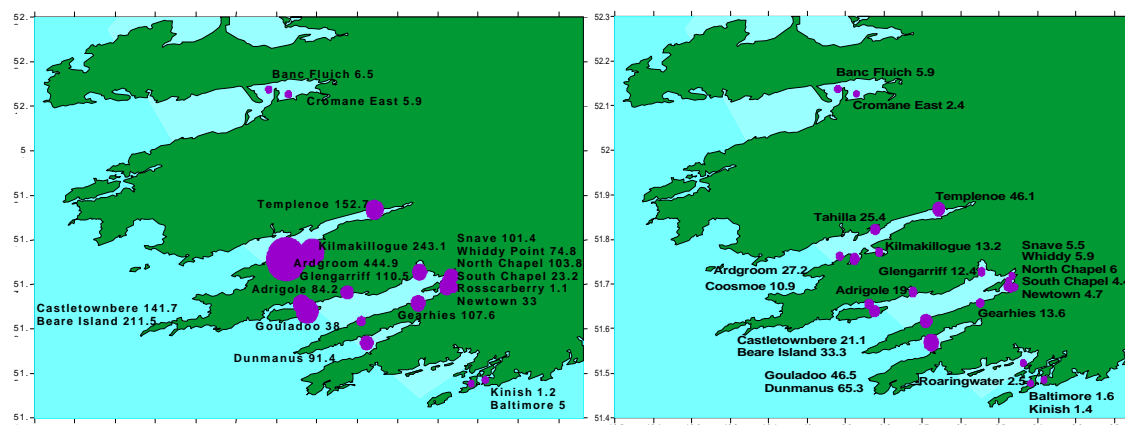 52.
52.
52.
5
51.
51.
51.
51.
51.
51.
Banc Fluich 6.5
Cromane East 5.9
Templenoe 152.7
Kilmakillogue 243.1
Ardgroom 444.9
Glengarriff 110.5
Adrigole 84.2
Snave 101.4
Whiddy Point 74.8
North Chapel 103.8
South Chapel 23.2
Rosscarberry 1.1
Newtown 33
Castletownbere 141.7
Beare Island 211.5
Gearhies 107.6
Gouladoo 38
Dunmanus 91.4
Kinish 1.2
Baltimore 5
52.3
52.
52.1
52
51.9
51.8
51.7
51.6
51.5
51.4
Banc Fluich 5.9
Cromane East 2.4
Templenoe 46.1
Tahilla 25.4
Kilmakillogue 13.2
Ardgroom 27.2
Coosmoe 10.9
Glengarriff 12.4
Adrigole 19
Snave 5.5
Whiddy 5.9
North Chapel 6
South Chapel 4.4
Newtown 4.7
Gearhies 13.6
Castletownbere 21.1
Beare Island 33.3
Gouladoo 46.5
Dunmanus 65.3
Roaringwater 2.5
Baltimore 1.6
Kinish 1.4